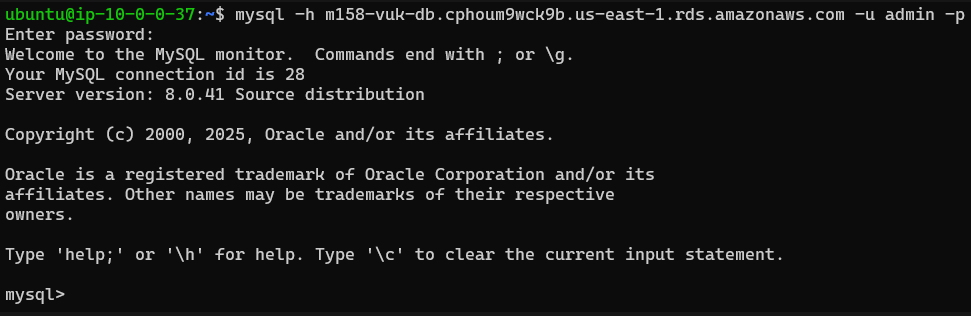 ubuntu@ip-10-0-0-37:~$ mysql -h m158-vuk-db.cphoum9wck9b.us-east-1.rds.amazonaws.com -u admin -p
Enter password:
Welcome to the MySQL monitor.  Commands end with ; or \g.
Your MySQL connection id is 28
Server version: 8.0.41 Source distribution

Copyright (c) 2000, 2025, Oracle and/or its affiliates.

Oracle is a registered trademark of Oracle Corporation and/or its
affiliates. Other names may be trademarks of their respective
owners.

Type 'help;' or '\h' for help. Type '\c' to clear the current input statement.

mysql>